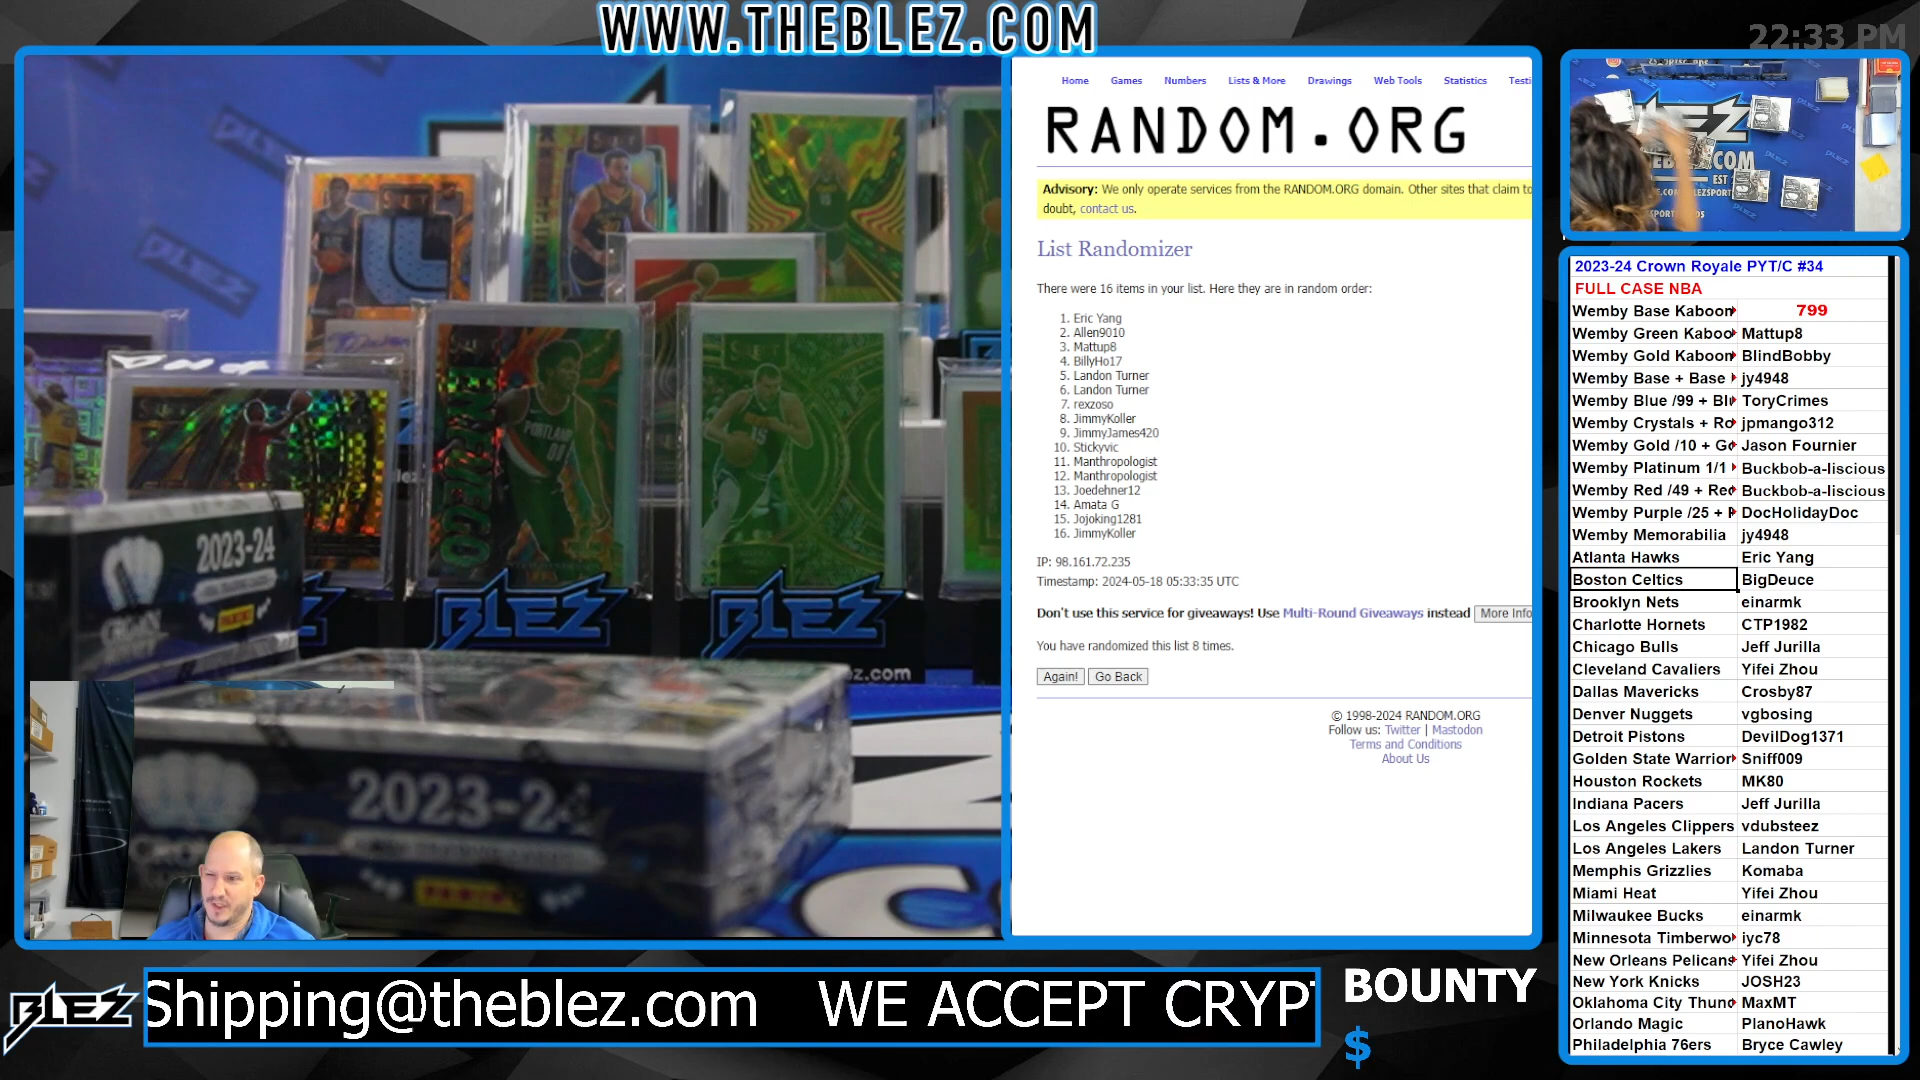 WWW.THEBLEZ.COM
22:33 PM
Home Games Numbers Lists & More Drawings Web Tools Statistics Testi
RANDOM.ORG
Advisory: We only operate services from the RANDOM.ORG domain. Other sites that claim to
doubt, contact us.
List Randomizer
There were 16 items in your list. Here they are in random order:
1. Eric Yang
2. Allen9010
3. Mattup8
4. BillyHo17
5. Landon Turner
6. Landon Turner
7. rexzoso
8. JimmyKoller
9. JimmyJames420
10. Stickyvic
11. Manthropologist
12. Manthropologist
13. Joedehner12
14. Amata G
15. Jojoking1281
16. JimmyKoller
IP: 98.161.72.235
Timestamp: 2024-05-18 05:33:35 UTC
Don't use this service for giveaways! Use Multi-Round Giveaways instead More Info
You have randomized this list 8 times.
Again! Go Back
© 1998-2024 RANDOM.ORG
Follow us: Twitter | Mastodon
Terms and Conditions
About Us
2023-24 Crown Royale PYT/C #34
FULL CASE NBA
Wemby Base Kaboom 799
Wemby Green Kaboo Mattup8
Wemby Gold Kaboom BlindBobby
Wemby Base + Base jy4948
Wemby Blue /99 + Blu ToryCrimes
Wemby Crystals + Ro jpmango312
Wemby Gold /10 + Go Jason Fournier
Wemby Platinum 1/1 Buckbob-a-liscious
Wemby Red /49 + Red Buckbob-a-liscious
Wemby Purple /25 + P DocHolidayDoc
Wemby Memorabilia jy4948
Atlanta Hawks Eric Yang
Boston Celtics BigDeuce
Brooklyn Nets einarmk
Charlotte Hornets CTP1982
Chicago Bulls Jeff Jurilla
Cleveland Cavaliers Yifei Zhou
Dallas Mavericks Crosby87
Denver Nuggets vgbosing
Detroit Pistons DevilDog1371
Golden State Warrior Sniff009
Houston Rockets MK80
Indiana Pacers Jeff Jurilla
Los Angeles Clippers vdubsteez
Los Angeles Lakers Landon Turner
Memphis Grizzlies Komaba
Miami Heat Yifei Zhou
Milwaukee Bucks einarmk
Minnesota Timberwo iyc78
New Orleans Pelicans Yifei Zhou
New York Knicks JOSH23
Oklahoma City Thun MaxMT
Orlando Magic PlanoHawk
Philadelphia 76ers Bryce Cawley
2023-24
PANINI
BLEZ
BLEZ
2023-24
PANINI
PORTLAND
00
BLEZ
Shipping@theblez.com WE ACCEPT CRYPT
BOUNTY
$